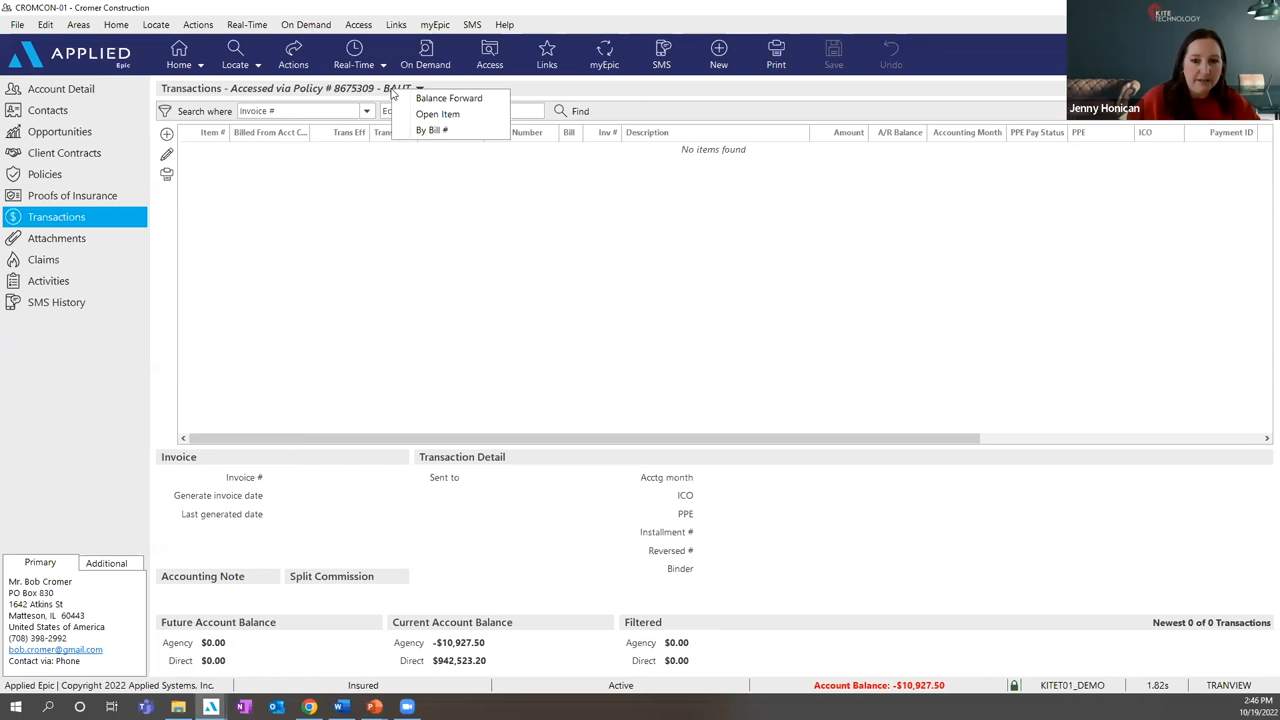 CROMCON-01 - Cromer Construction
File Edit Areas Home Locate Actions Real-Time On Demand Access Links myEpic SMS Help
KITE
TECHNOLOGY
APPLIED
Epic
Home Locate Actions Real-Time On Demand Access Links myEpic SMS New Print Save Undo
Account Detail
Contacts
Opportunities
Client Contracts
Policies
Proofs of Insurance
Transactions
Attachments
Claims
Activities
SMS History
Transactions - Accessed via Policy # 8675309 - BAUT
Balance Forward
Open Item
By Bill #
Search where Invoice # Find
Jenny Honican
Item # Billed From Acct C... Trans Eff Number Bill Inv # Description Amount A/R Balance Accounting Month PPE Pay Status PPE ICO Payment ID
No items found
Invoice
Invoice #
Generate invoice date
Last generated date
Transaction Detail
Sent to
Acctg month
ICO
PPE
Installment #
Reversed #
Binder
Accounting Note Split Commission
Primary Additional
Mr. Bob Cromer
PO Box 830
1642 Atkins St
Matteson, IL 60443
United States of America
(708) 398-2992
bob.cromer@gmail.com
Contact via: Phone
Future Account Balance Current Account Balance Filtered Newest 0 of 0 Transactions
Agency $0.00 Agency -$10,927.50 Agency $0.00
Direct $0.00 Direct $942,523.20 Direct $0.00
Applied Epic | Copyright 2022 Applied Systems, Inc. Insured Active Account Balance: -$10,927.50 KITET01_DEMO 1.82s TRANVIEW
2:46 PM
10/19/2022